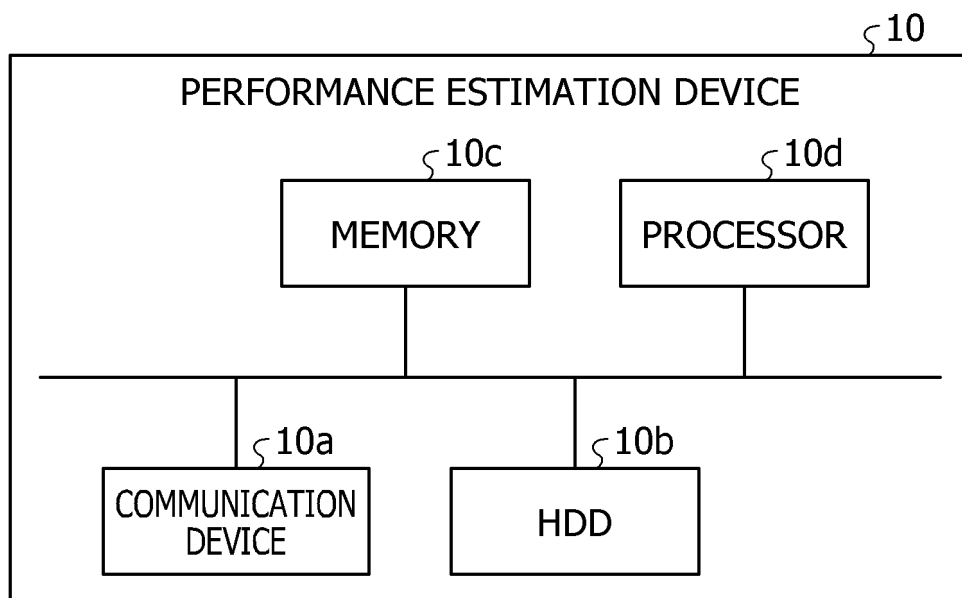 10
PERFORMANCE ESTIMATION DEVICE
10c
10d
MEMORY
PROCESSOR
10a
10b
COMMUNICATION
DEVICE
HDD